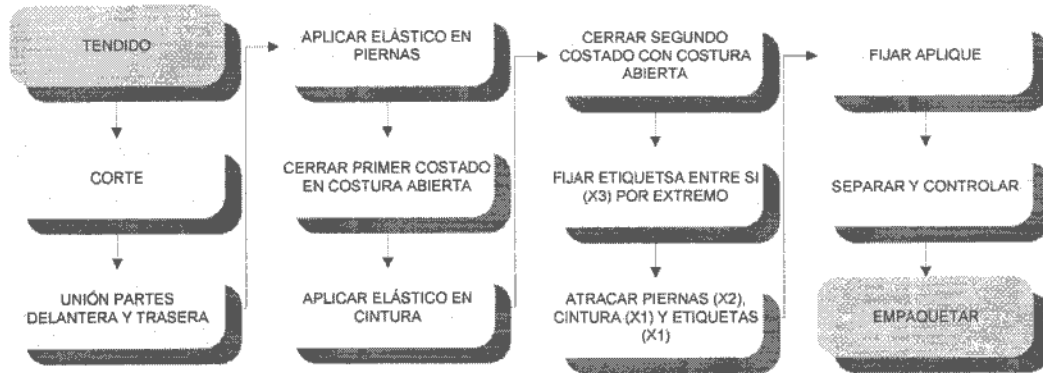 TENDIDO
CORTE
UNIÓN PARTES
DELANTERA Y TRASERA
APLICAR ELÁSTICO EN
PIERNAS
CERRAR PRIMER COSTADO
EN COSTURA ABIERTA
APLICAR ELÁSTICO EN
CINTURA
CERRAR SEGUNDO
COSTADO CON COSTURA
ABIERTA
FIJAR ETIQUETSA ENTRE SI
(X3) POR EXTREMO
ATRACAR PIERNAS (X2),
CINTURA (X1) Y ETIQUETAS
(X1)
FIJAR APLIQUE
SEPARAR Y CONTROLAR
EMPAQUETAR